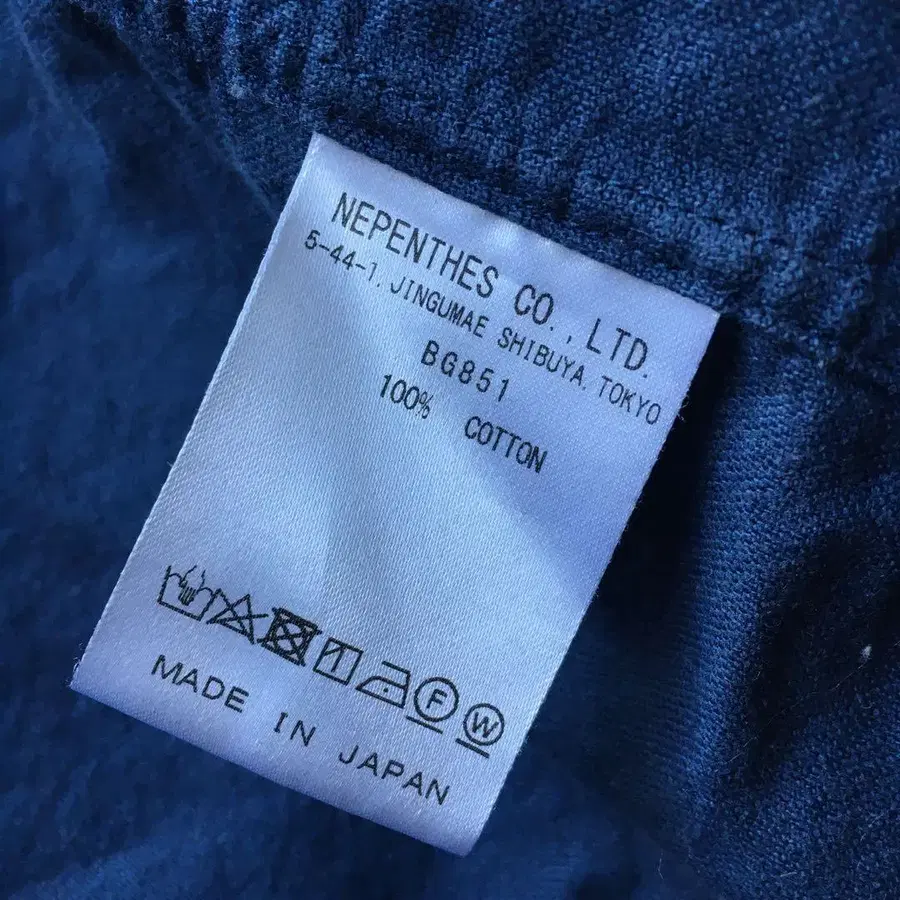 NEPENTHES CO.,LTD.
5-44-1, JINGUMAE SHIBUYA, TOKYO
BG851
100% COTTON
F W
MADE IN JAPAN